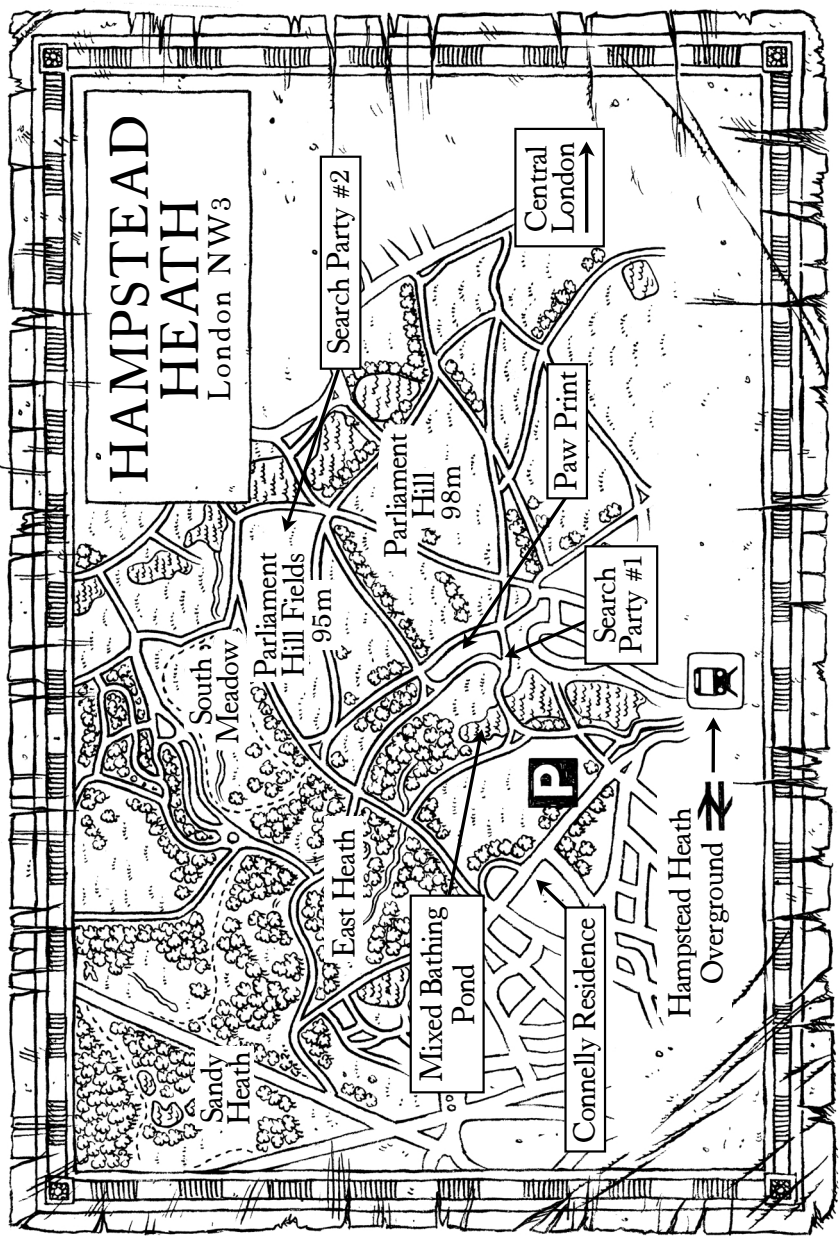 HAMPSTEAD
HEATH
London NW3
Search Party #2
Central
London
Parliament
Hill
98m
Paw Print
Parliament
Hill Fields
95m
Search
Party #1
South
Meadow
P
East Heath
Hampstead Heath
Overground
Mixed Bathing
Pond
Connelly Residence
Sandy
Heath